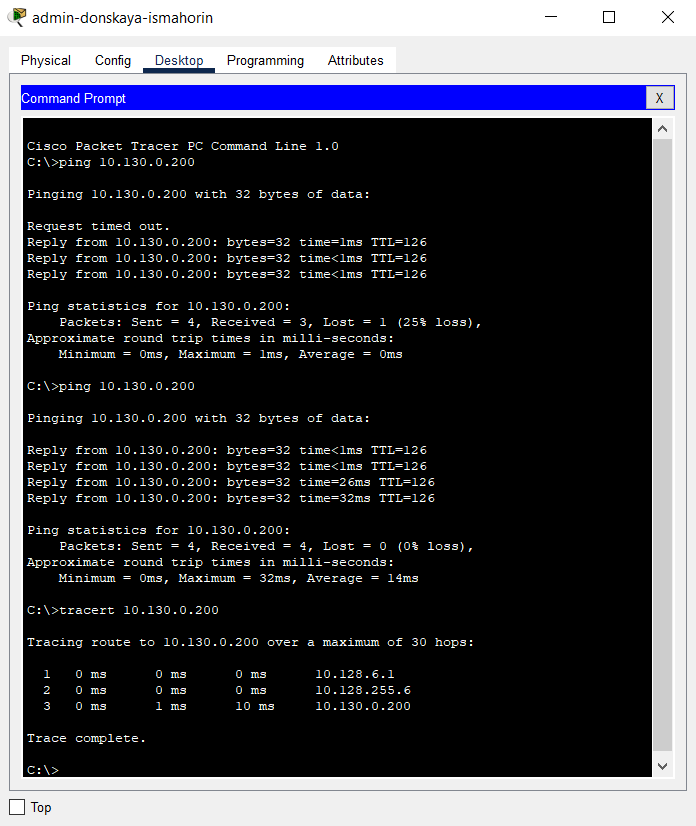 admin-donskaya-ismahorin
Physical Config Desktop Programming Attributes
Command Prompt
X
Cisco Packet Tracer PC Command Line 1.0
C:\>ping 10.130.0.200
Pinging 10.130.0.200 with 32 bytes of data:
Request timed out.
Reply from 10.130.0.200: bytes=32 time=1ms TTL=126
Reply from 10.130.0.200: bytes=32 time<1ms TTL=126
Reply from 10.130.0.200: bytes=32 time<1ms TTL=126
Ping statistics for 10.130.0.200:
Packets: Sent = 4, Received = 3, Lost = 1 (25% loss),
Approximate round trip times in milli-seconds:
Minimum = 0ms, Maximum = 1ms, Average = 0ms
C:\>ping 10.130.0.200
Pinging 10.130.0.200 with 32 bytes of data:
Reply from 10.130.0.200: bytes=32 time<1ms TTL=126
Reply from 10.130.0.200: bytes=32 time<1ms TTL=126
Reply from 10.130.0.200: bytes=32 time=26ms TTL=126
Reply from 10.130.0.200: bytes=32 time=32ms TTL=126
Ping statistics for 10.130.0.200:
Packets: Sent = 4, Received = 4, Lost = 0 (0% loss),
Approximate round trip times in milli-seconds:
Minimum = 0ms, Maximum = 32ms, Average = 14ms
C:\>tracert 10.130.0.200
Tracing route to 10.130.0.200 over a maximum of 30 hops:
1 0 ms 0 ms 0 ms 10.128.6.1
2 0 ms 0 ms 0 ms 10.128.255.6
3 0 ms 1 ms 10 ms 10.130.0.200
Trace complete.
C:\>
Top